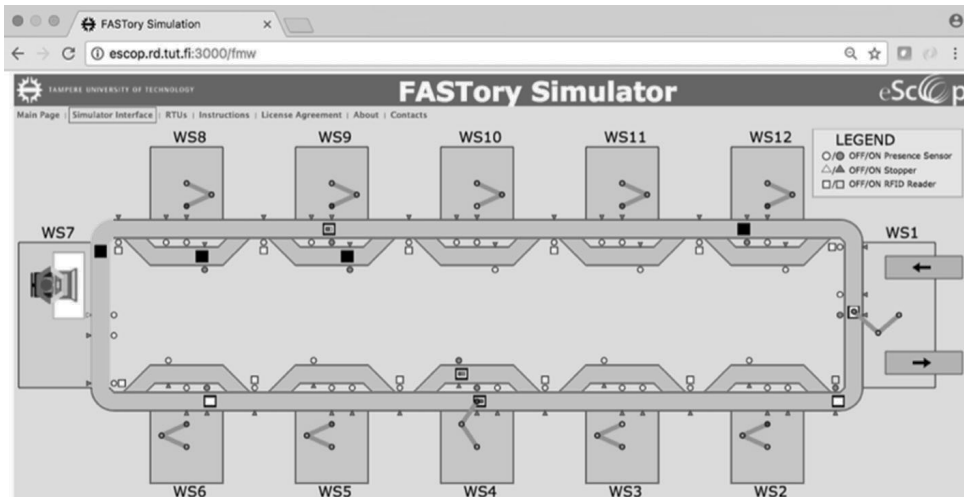 FASTory Simulation
escop.rd.tut.fi:3000/fmw
TAMPERE UNIVERSITY OF TECHNOLOGY
FASTory Simulator
eScop
Main Page | Simulator Interface | RTUs | Instructions | License Agreement | About | Contacts
WS8 WS9 WS10 WS11 WS12
LEGEND
OFF/ON Presence Sensor
OFF/ON Stopper
OFF/ON RFID Reader
WS7 WS1
WS6 WS5 WS4 WS3 WS2